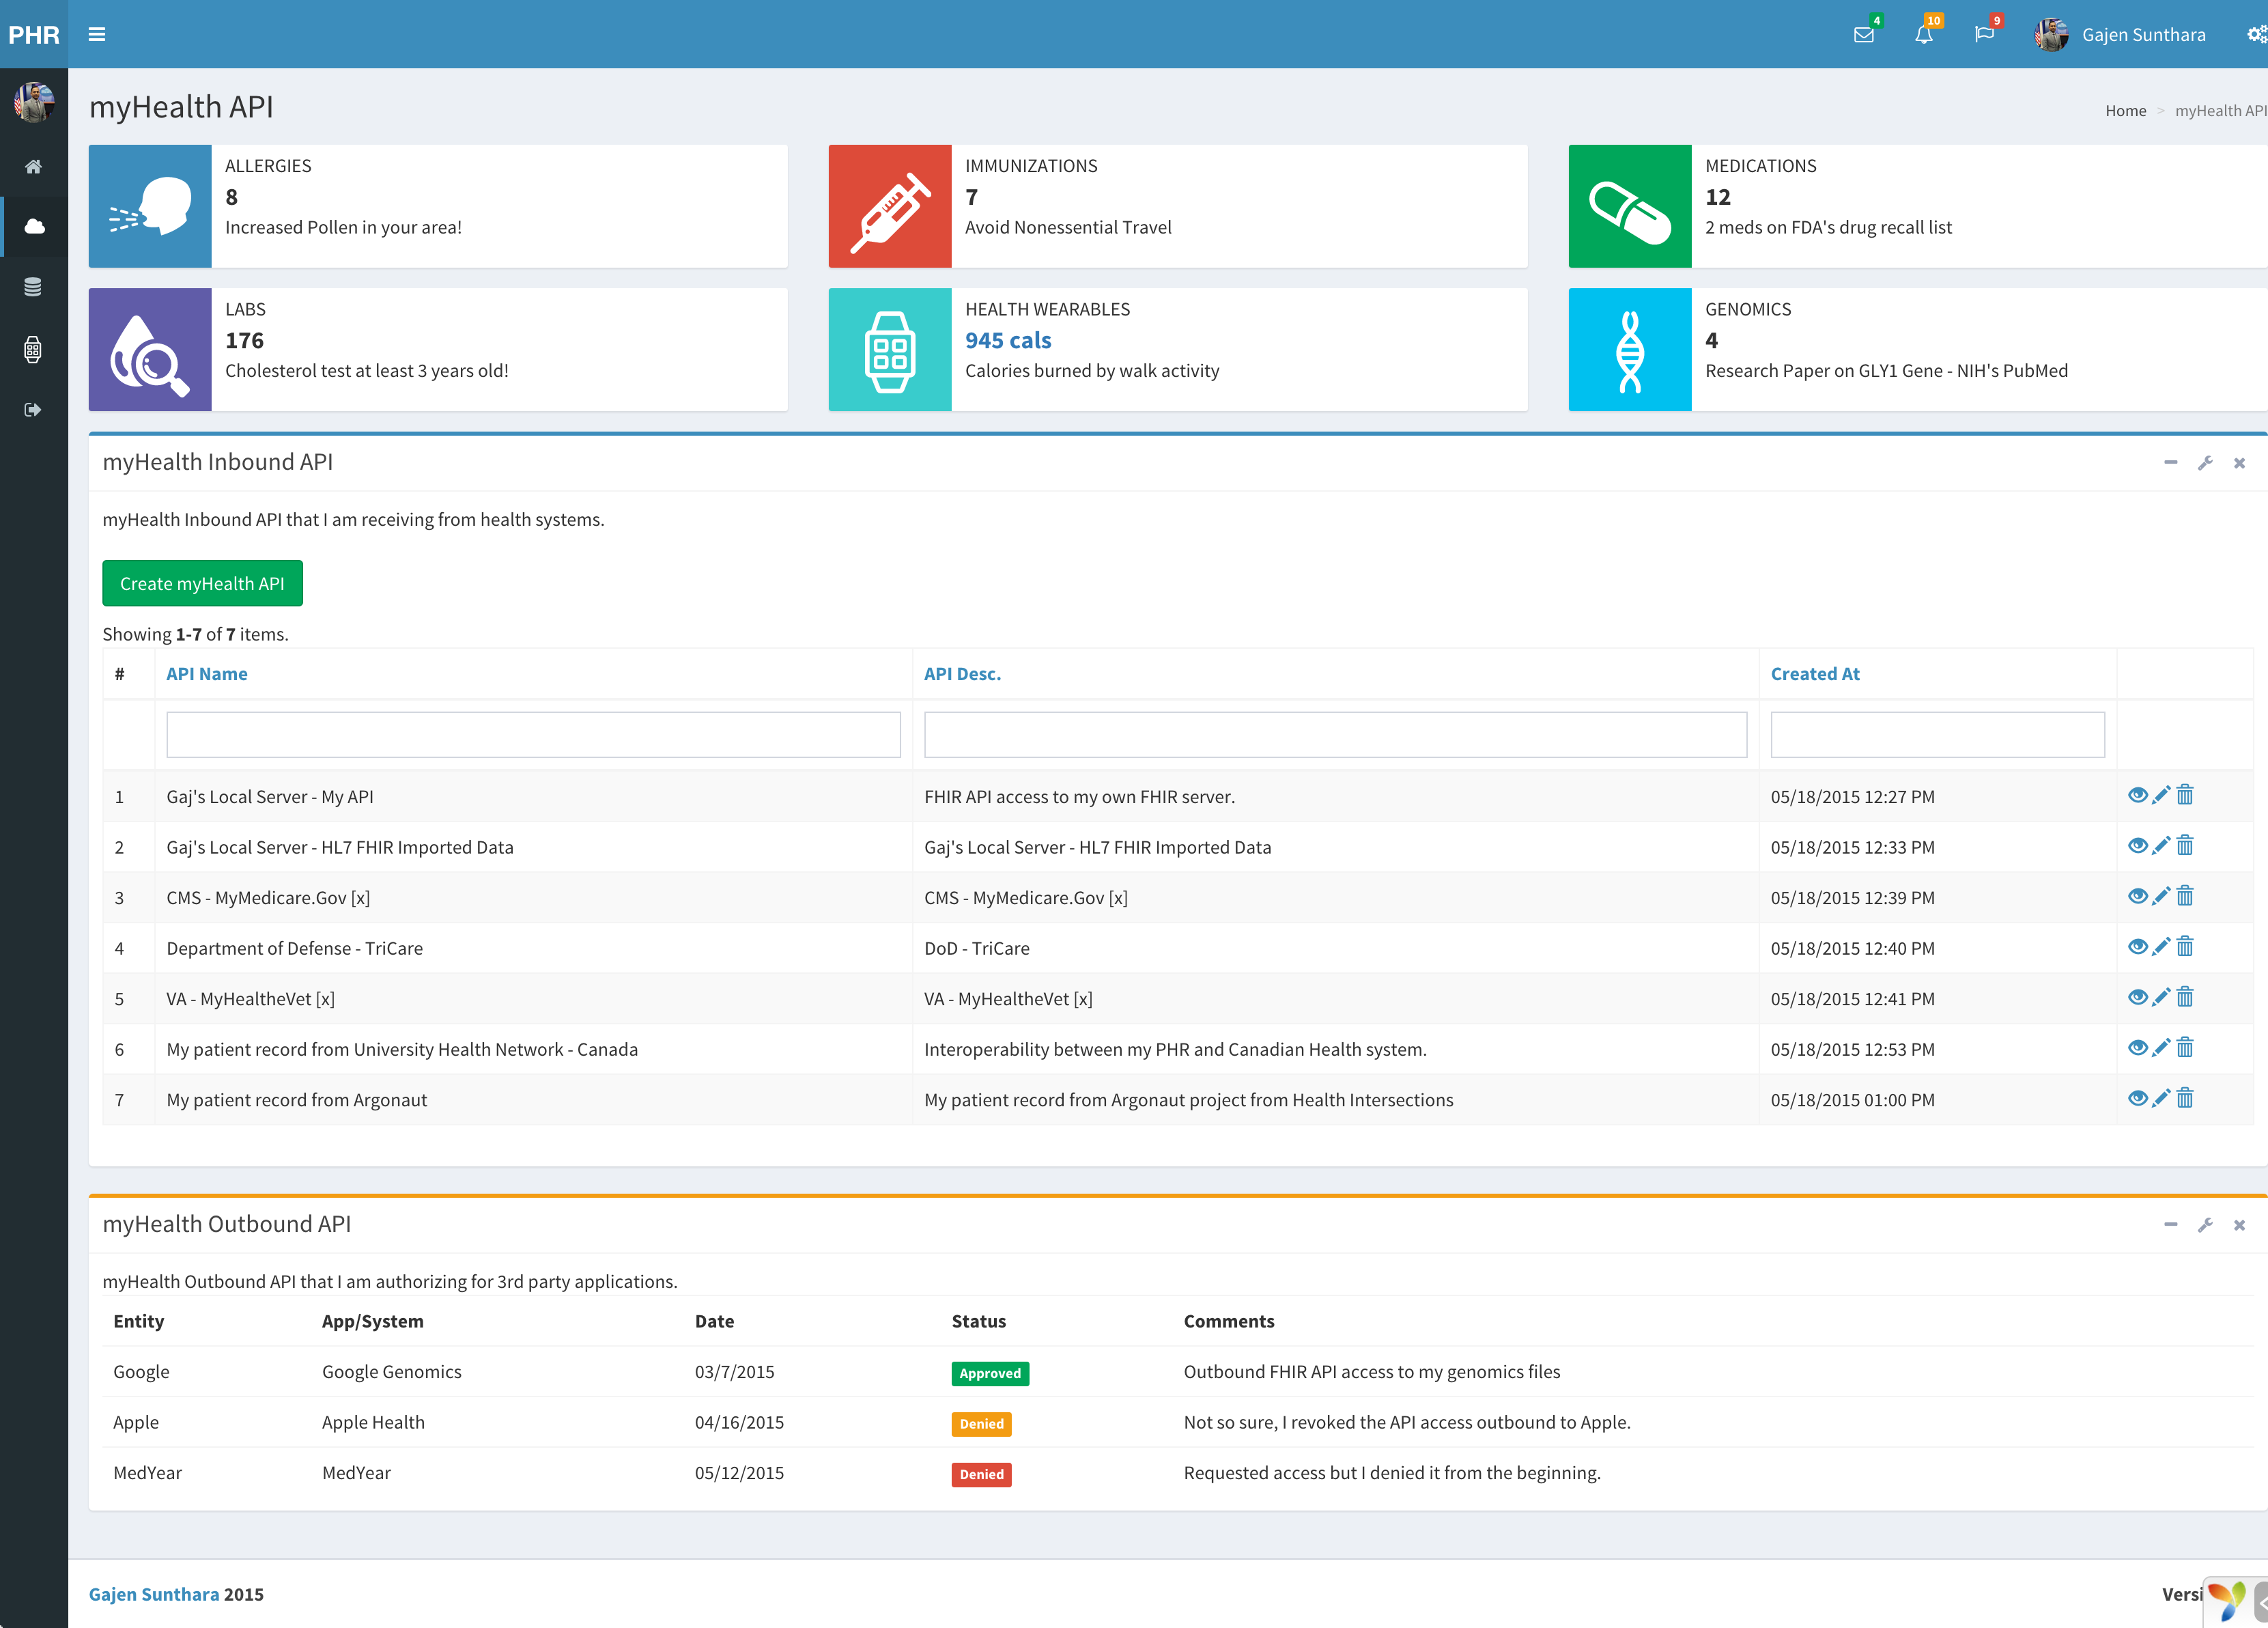 PHR
4
10
9
Gajen Sunthara
myHealth API
Home > myHealth API
ALLERGIES
8
Increased Pollen in your area!
IMMUNIZATIONS
7
Avoid Nonessential Travel
MEDICATIONS
12
2 meds on FDA's drug recall list
LABS
176
Cholesterol test at least 3 years old!
HEALTH WEARABLES
945 cals
Calories burned by walk activity
GENOMICS
4
Research Paper on GLY1 Gene - NIH's PubMed
myHealth Inbound API
myHealth Inbound API that I am receiving from health systems.
Create myHealth API
Showing 1-7 of 7 items.
# API Name API Desc. Created At
1 Gaj's Local Server - My API FHIR API access to my own FHIR server. 05/18/2015 12:27 PM
2 Gaj's Local Server - HL7 FHIR Imported Data Gaj's Local Server - HL7 FHIR Imported Data 05/18/2015 12:33 PM
3 CMS - MyMedicare.Gov [x] CMS - MyMedicare.Gov [x] 05/18/2015 12:39 PM
4 Department of Defense - TriCare DoD - TriCare 05/18/2015 12:40 PM
5 VA - MyHealtheVet [x] VA - MyHealtheVet [x] 05/18/2015 12:41 PM
6 My patient record from University Health Network - Canada Interoperability between my PHR and Canadian Health system. 05/18/2015 12:53 PM
7 My patient record from Argonaut My patient record from Argonaut project from Health Intersections 05/18/2015 01:00 PM
myHealth Outbound API
myHealth Outbound API that I am authorizing for 3rd party applications.
Entity App/System Date Status Comments
Google Google Genomics 03/7/2015 Approved Outbound FHIR API access to my genomics files
Apple Apple Health 04/16/2015 Denied Not so sure, I revoked the API access outbound to Apple.
MedYear MedYear 05/12/2015 Denied Requested access but I denied it from the beginning.
Gajen Sunthara 2015
Versi